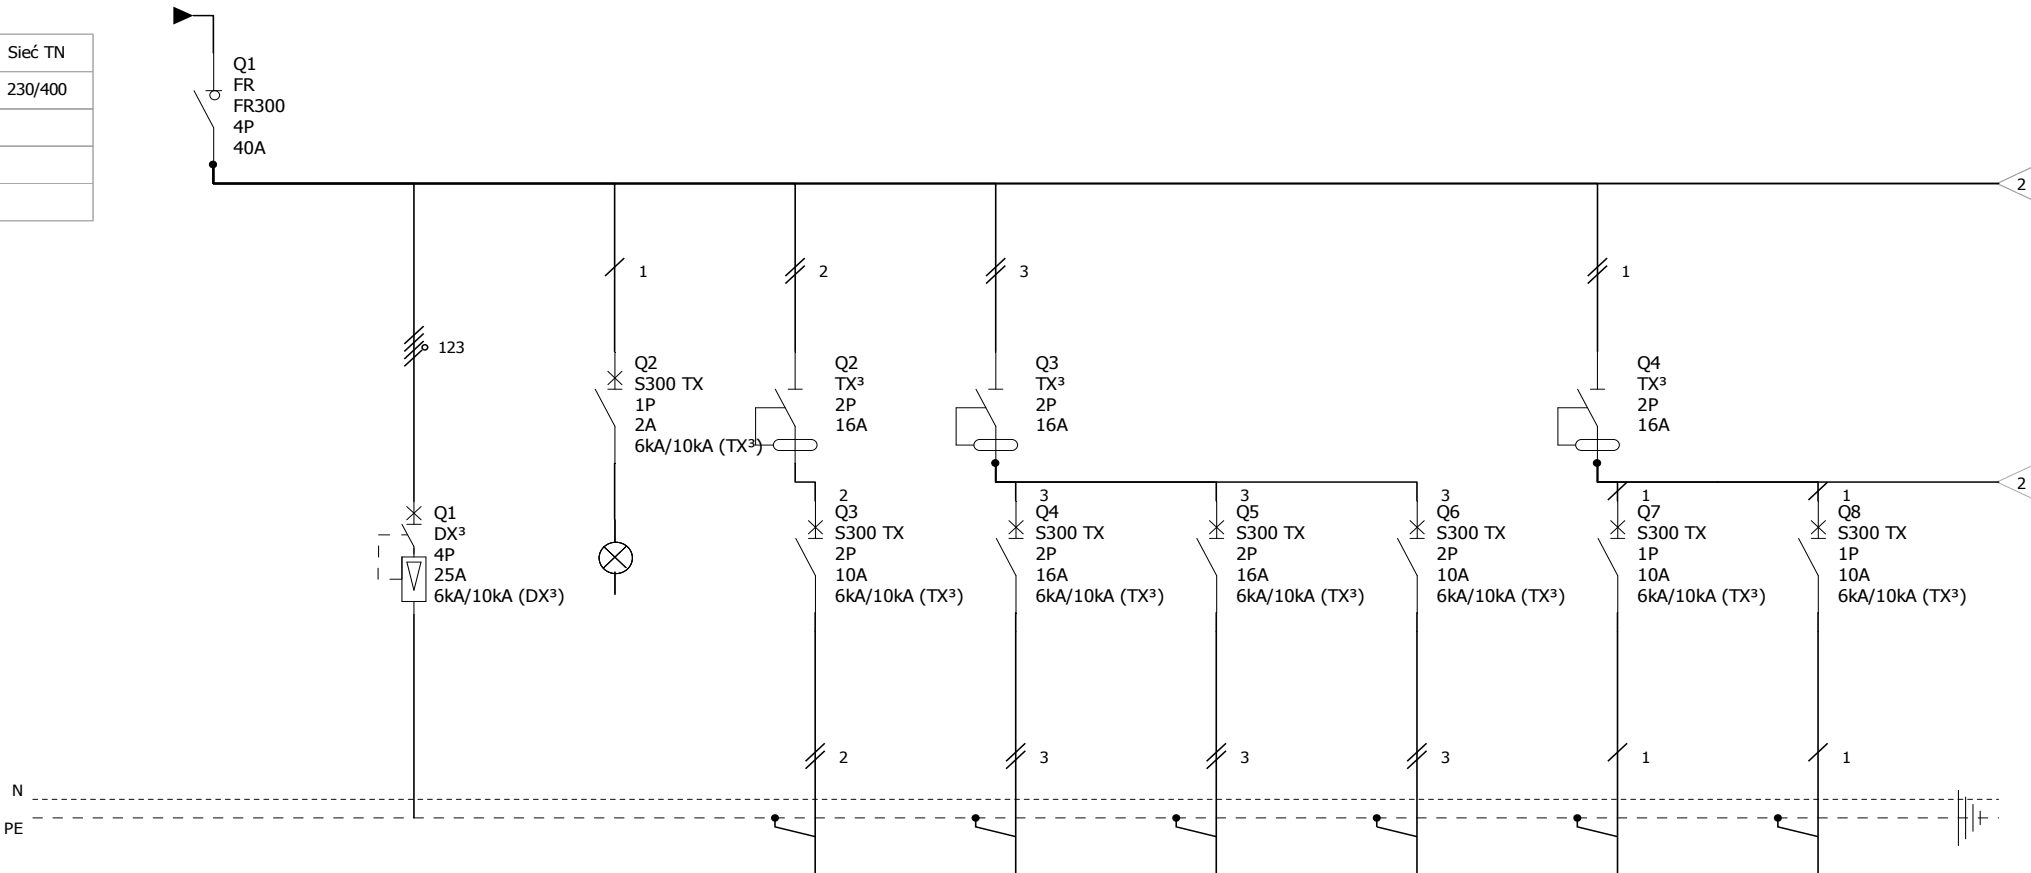 Sieć TN
230/400
Q1
FR
FR300
4P
40A
2
1
2
3
1
123
Q2
S300 TX
1P
2A
6kA/10kA (TX³)
Q2
TX³
2P
16A
Q3
TX³
2P
16A
Q4
TX³
2P
16A
2
Q1
DX³
4P
25A
6kA/10kA (DX³)
2
Q3
S300 TX
2P
10A
6kA/10kA (TX³)
3
Q4
S300 TX
2P
16A
6kA/10kA (TX³)
3
Q5
S300 TX
2P
16A
6kA/10kA (TX³)
3
Q6
S300 TX
2P
10A
6kA/10kA (TX³)
1
Q7
S300 TX
1P
10A
6kA/10kA (TX³)
1
Q8
S300 TX
1P
10A
6kA/10kA (TX³)
2
3
3
3
1
1
N
PE